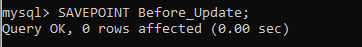 mysql> SAVEPOINT Before_Update;
Query OK, 0 rows affected (0.00 sec)